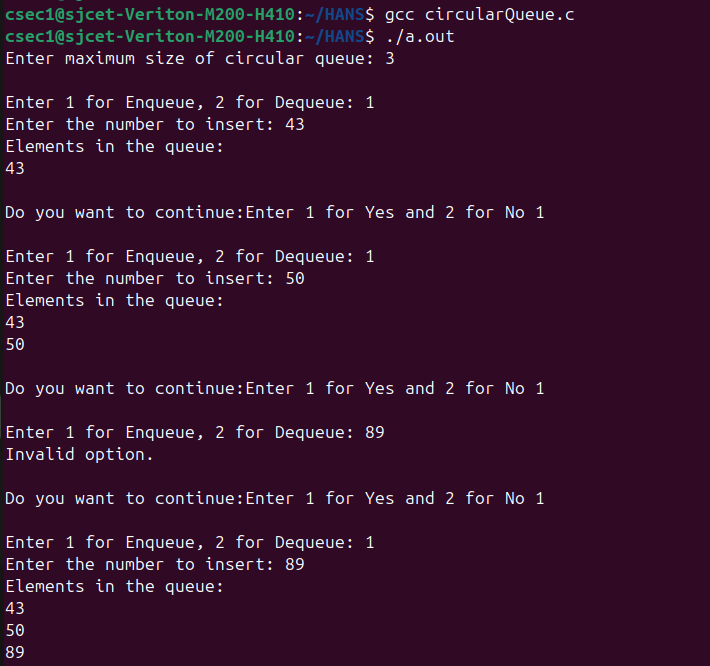 csec1@sjcet-Veriton-M200-H410:~/HANS$ gcc circularQueue.c
csec1@sjcet-Veriton-M200-H410:~/HANS$ ./a.out
Enter maximum size of circular queue: 3
Enter 1 for Enqueue, 2 for Dequeue: 1
Enter the number to insert: 43
Elements in the queue:
43
Do you want to continue:Enter 1 for Yes and 2 for No 1
Enter 1 for Enqueue, 2 for Dequeue: 1
Enter the number to insert: 50
Elements in the queue:
43
50
Do you want to continue:Enter 1 for Yes and 2 for No 1
Enter 1 for Enqueue, 2 for Dequeue: 89
Invalid option.
Do you want to continue:Enter 1 for Yes and 2 for No 1
Enter 1 for Enqueue, 2 for Dequeue: 1
Enter the number to insert: 89
Elements in the queue:
43
50
89